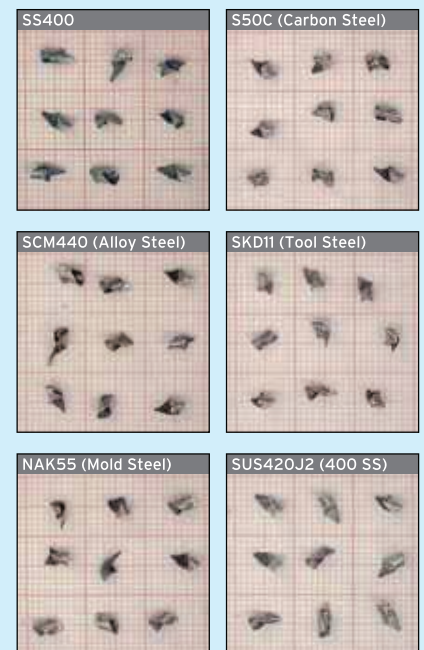 SS400
S50C (Carbon Steel)
SCM440 (Alloy Steel)
SKD11 (Tool Steel)
NAK55 (Mold Steel)
SUS420J2 (400 SS)